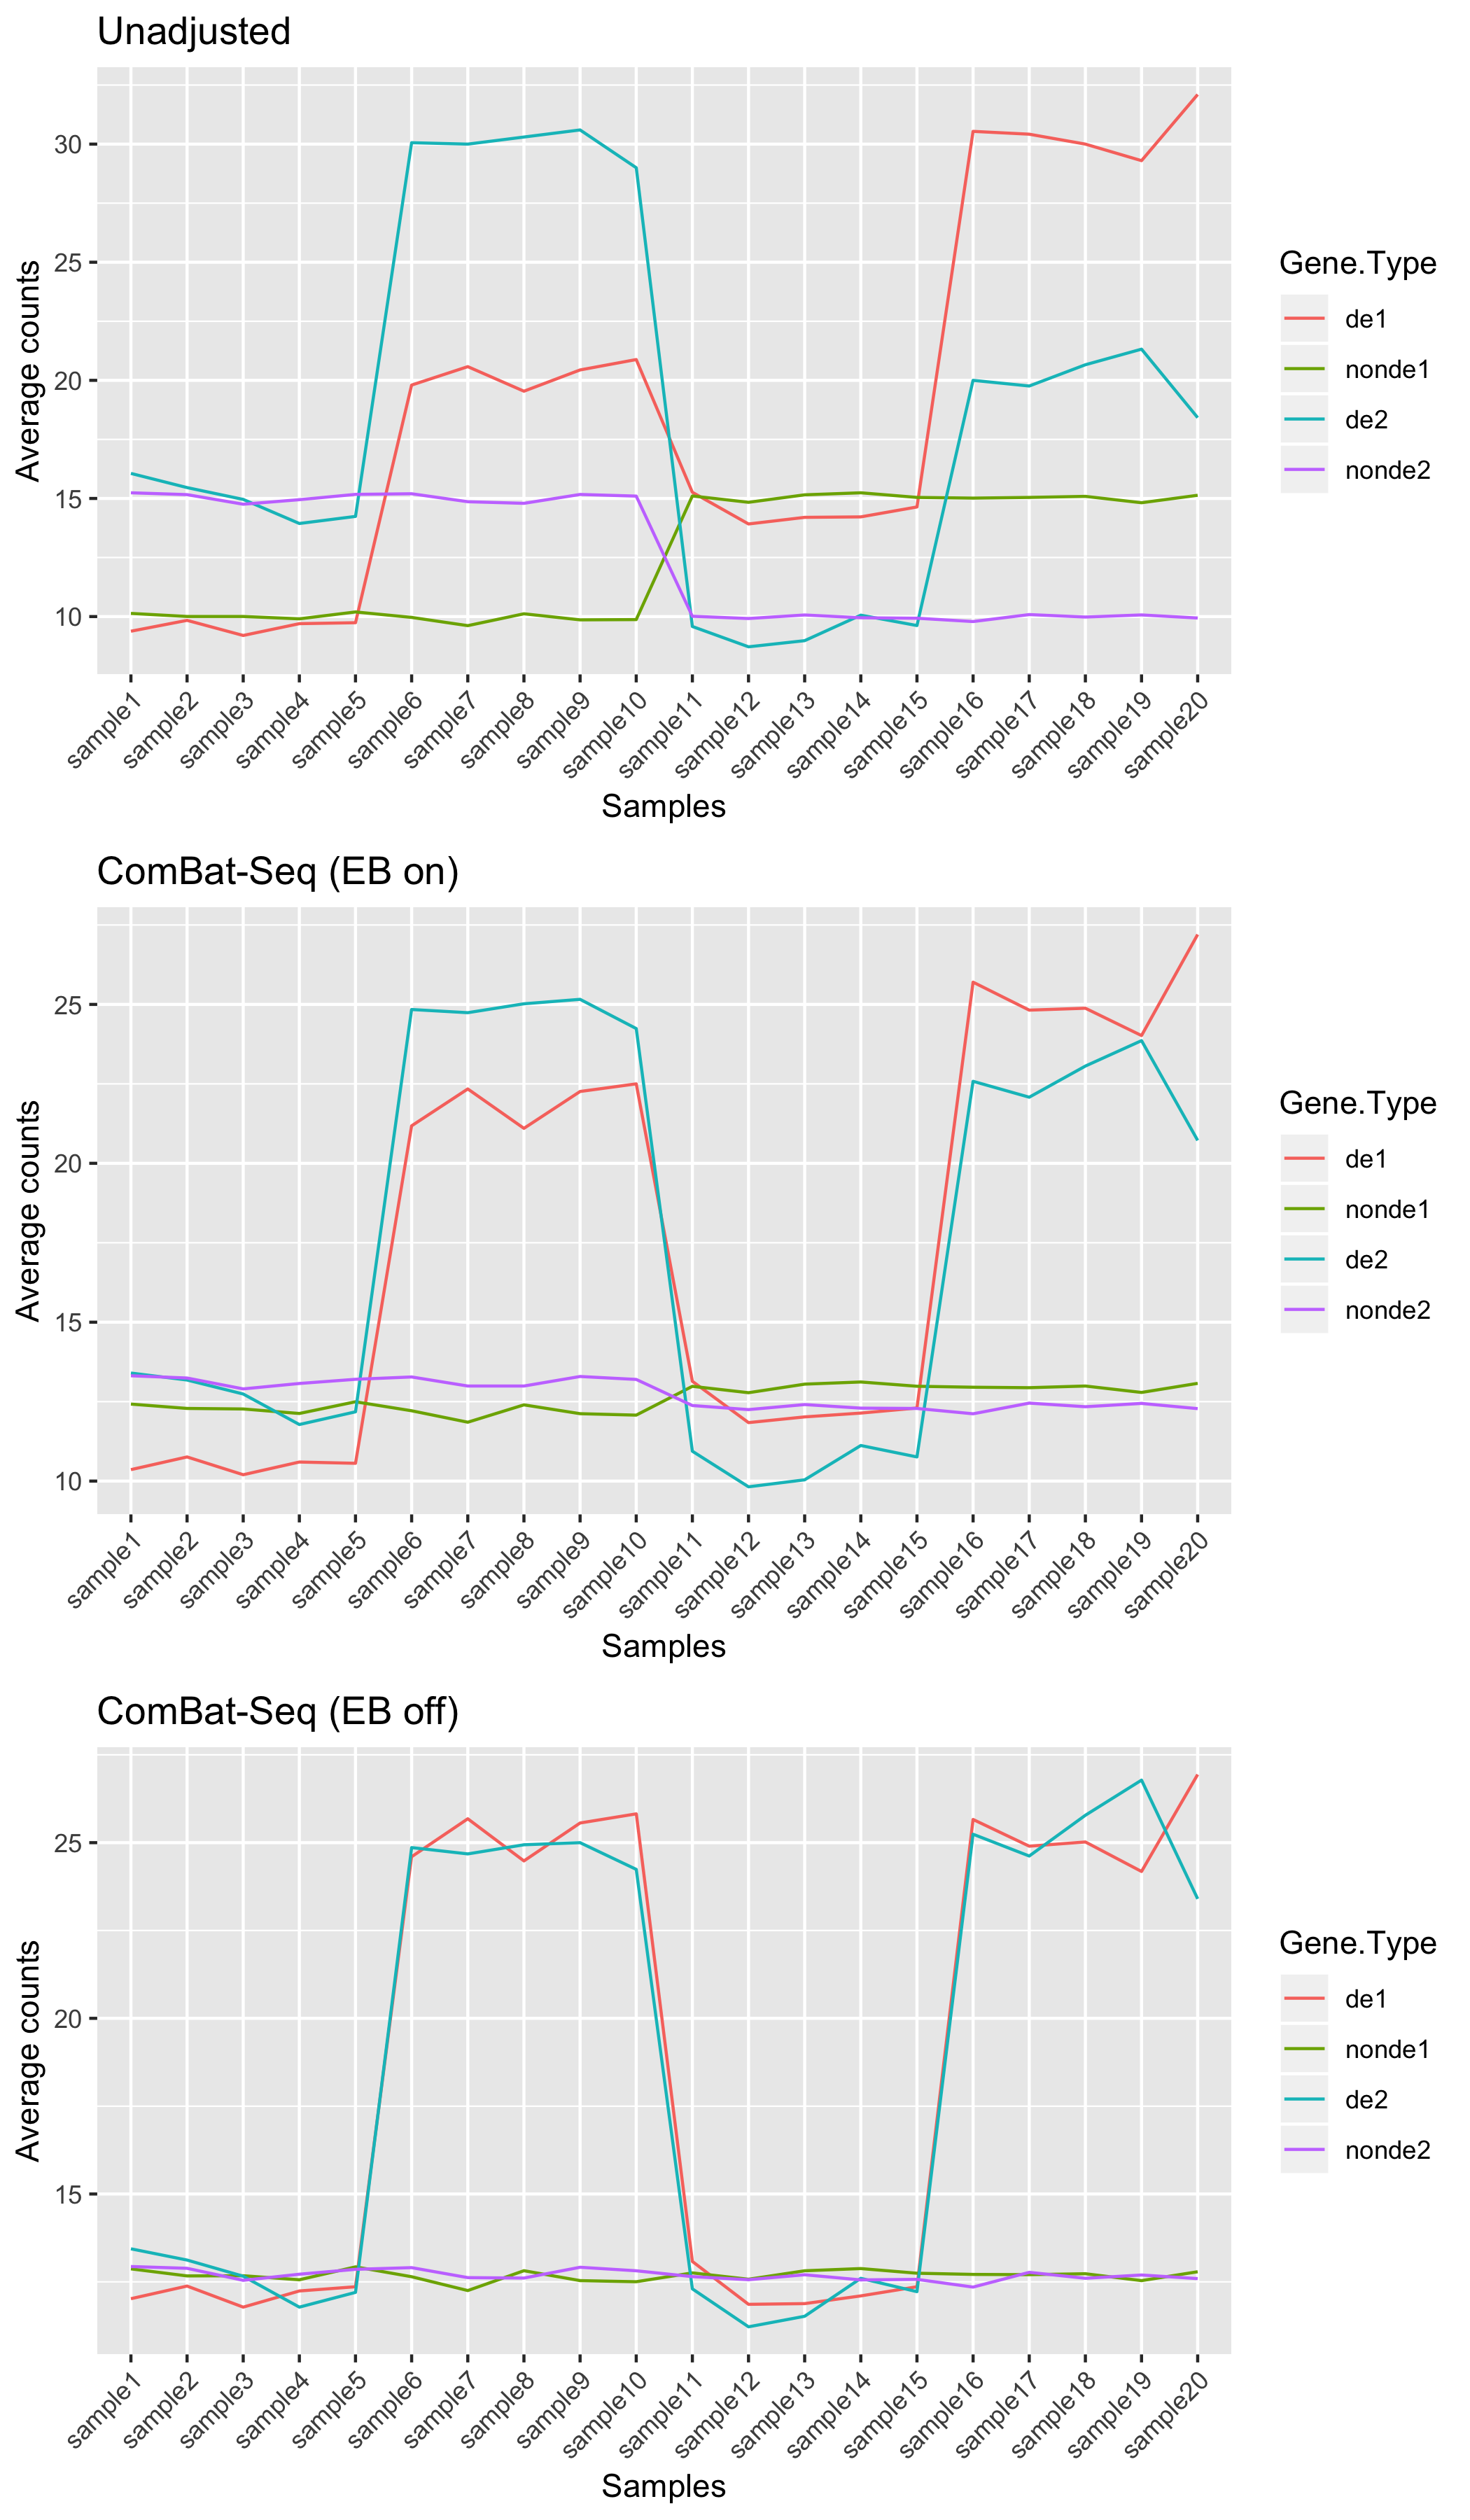 Unadjusted
30
25
20
15
10
Average counts
sample1
sample2
sample3
sample4
sample5
sample6
sample7
sample8
sample9
sample10
sample11
sample12
sample13
sample14
sample15
sample16
sample17
sample18
sample19
sample20
Samples
Gene.Type
de1
nonde1
de2
nonde2
ComBat-Seq (EB on)
25
20
15
10
Average counts
sample1
sample2
sample3
sample4
sample5
sample6
sample7
sample8
sample9
sample10
sample11
sample12
sample13
sample14
sample15
sample16
sample17
sample18
sample19
sample20
Samples
Gene.Type
de1
nonde1
de2
nonde2
ComBat-Seq (EB off)
25
20
15
Average counts
sample1
sample2
sample3
sample4
sample5
sample6
sample7
sample8
sample9
sample10
sample11
sample12
sample13
sample14
sample15
sample16
sample17
sample18
sample19
sample20
Samples
Gene.Type
de1
nonde1
de2
nonde2